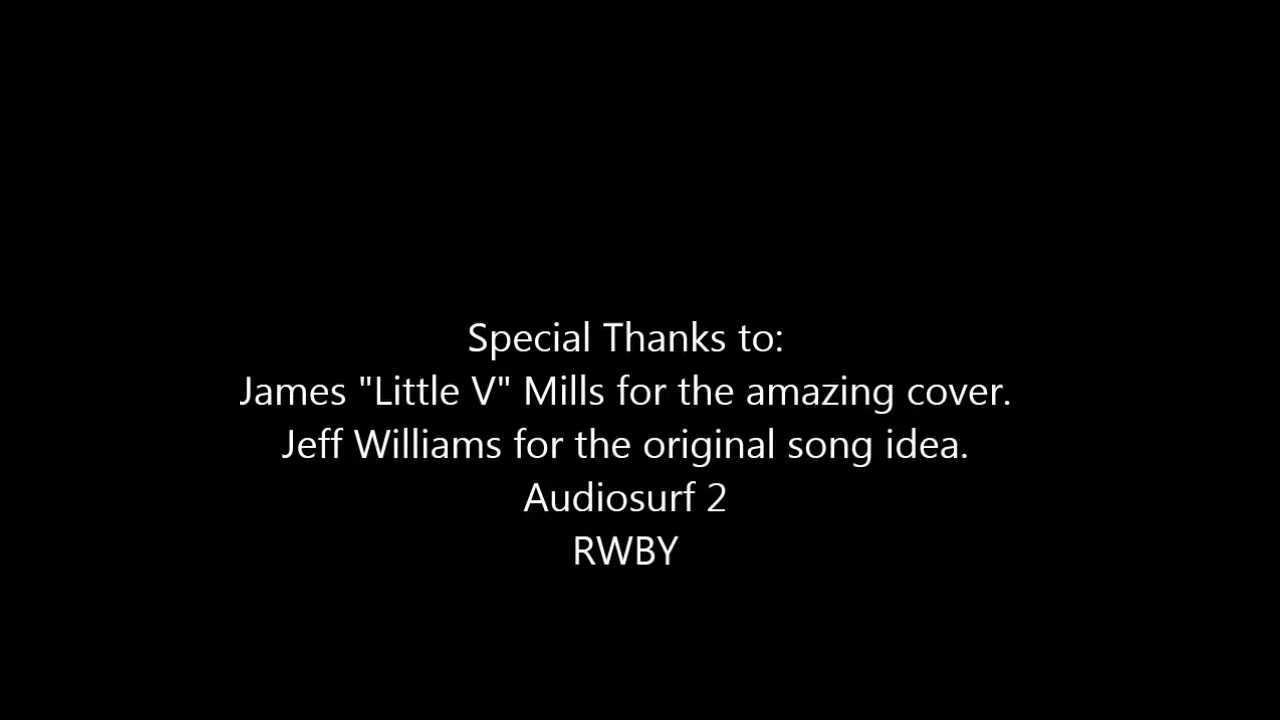 Special Thanks to:
James "Little V" Mills for the amazing cover.
Jeff Williams for the original song idea.
Audiosurf 2
RWBY